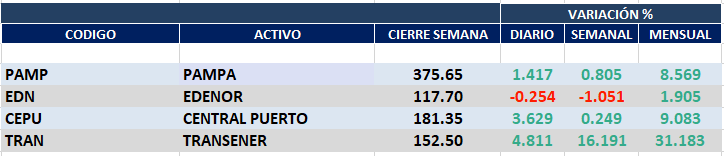 VARIACIÓN %
CODIGO ACTIVO CIERRE SEMANA DIARIO SEMANAL MENSUAL
PAMP PAMPA 375.65 1.417 0.805 8.569
EDN EDENOR 117.70 -0.254 -1.051 1.905
CEPU CENTRAL PUERTO 181.35 3.629 0.249 9.083
TRAN TRANSENER 152.50 4.811 16.191 31.183